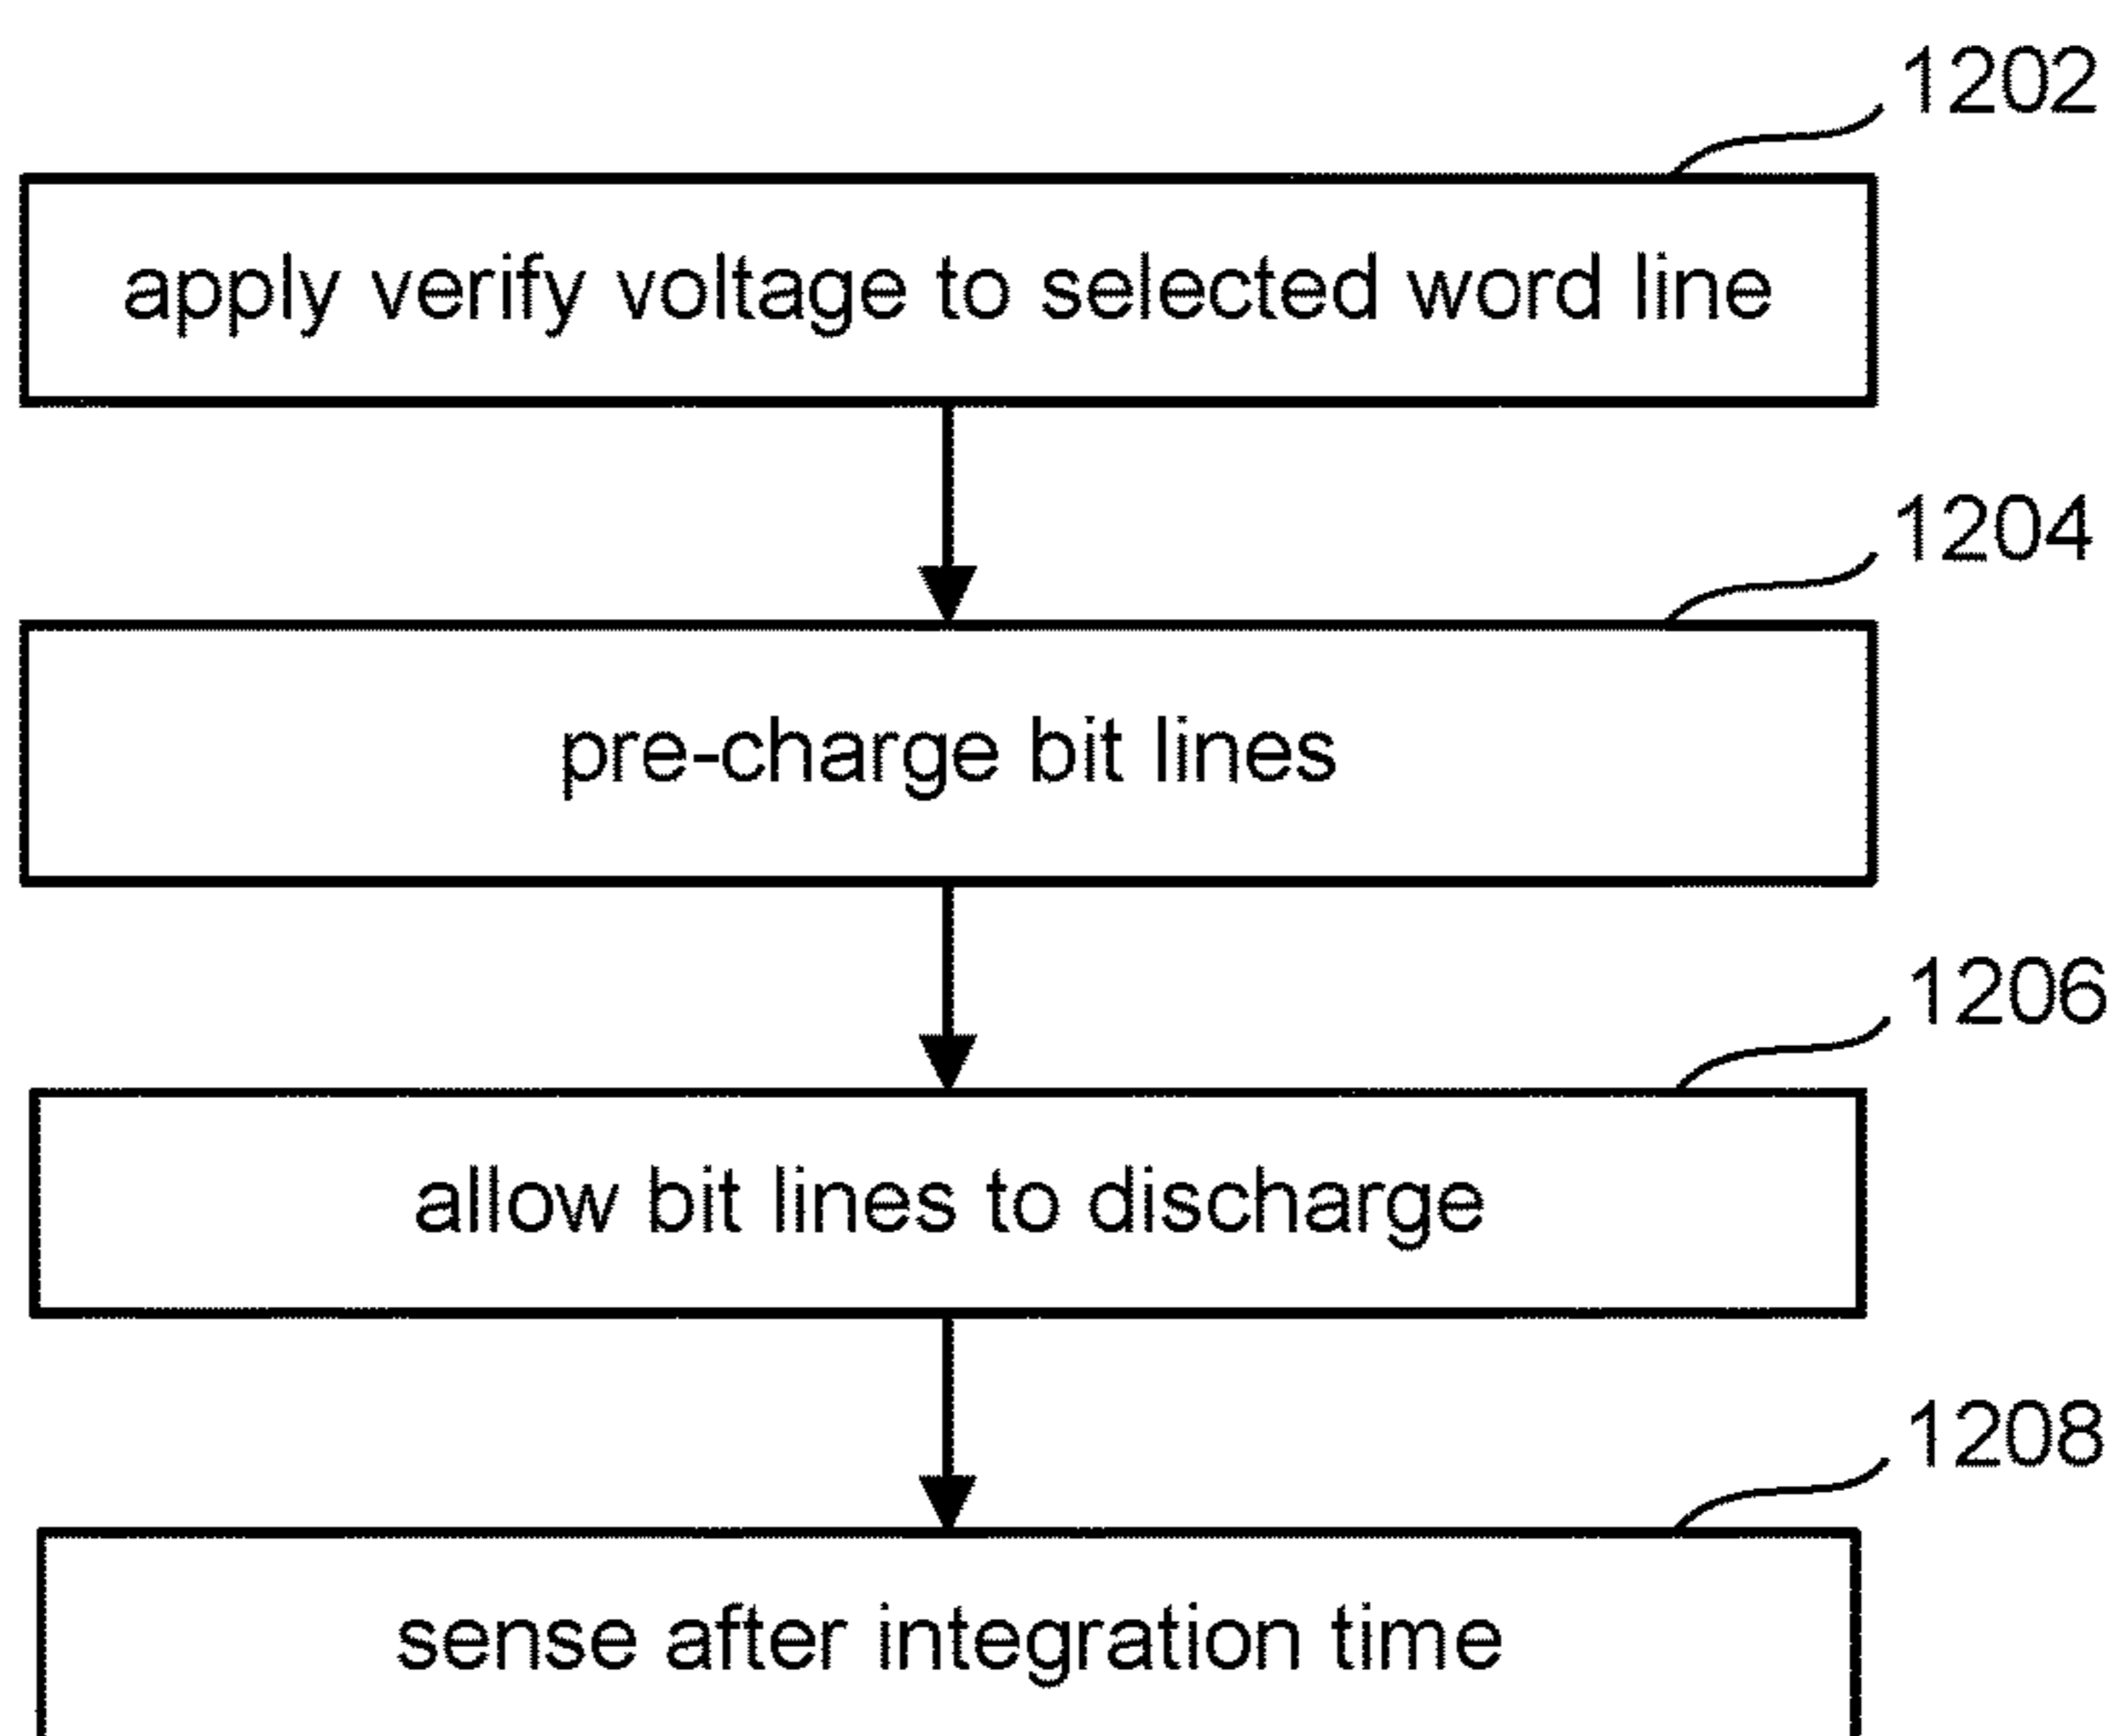 1202
apply verify voltage to selected word line
1204
pre-charge bit lines
1206
allow bit lines to discharge
1208
sense after integration time